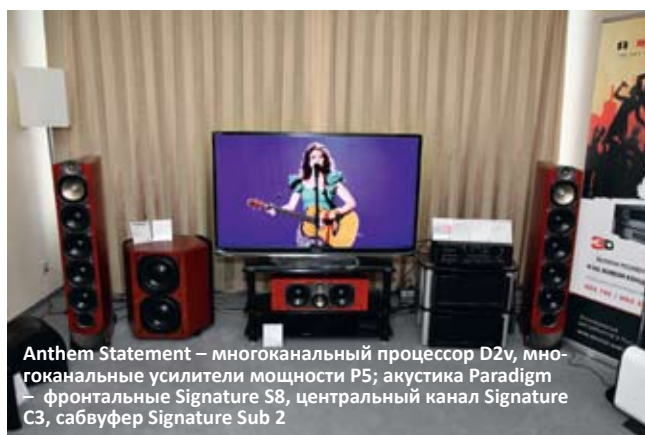 3D
Anthem Statement – многоканальный процессор D2v, мно-
гоканальные усилители мощности P5; акустика Paradigm
– фронтальные Signature S8, центральный канал Signature
C3, сабвуфер Signature Sub 2